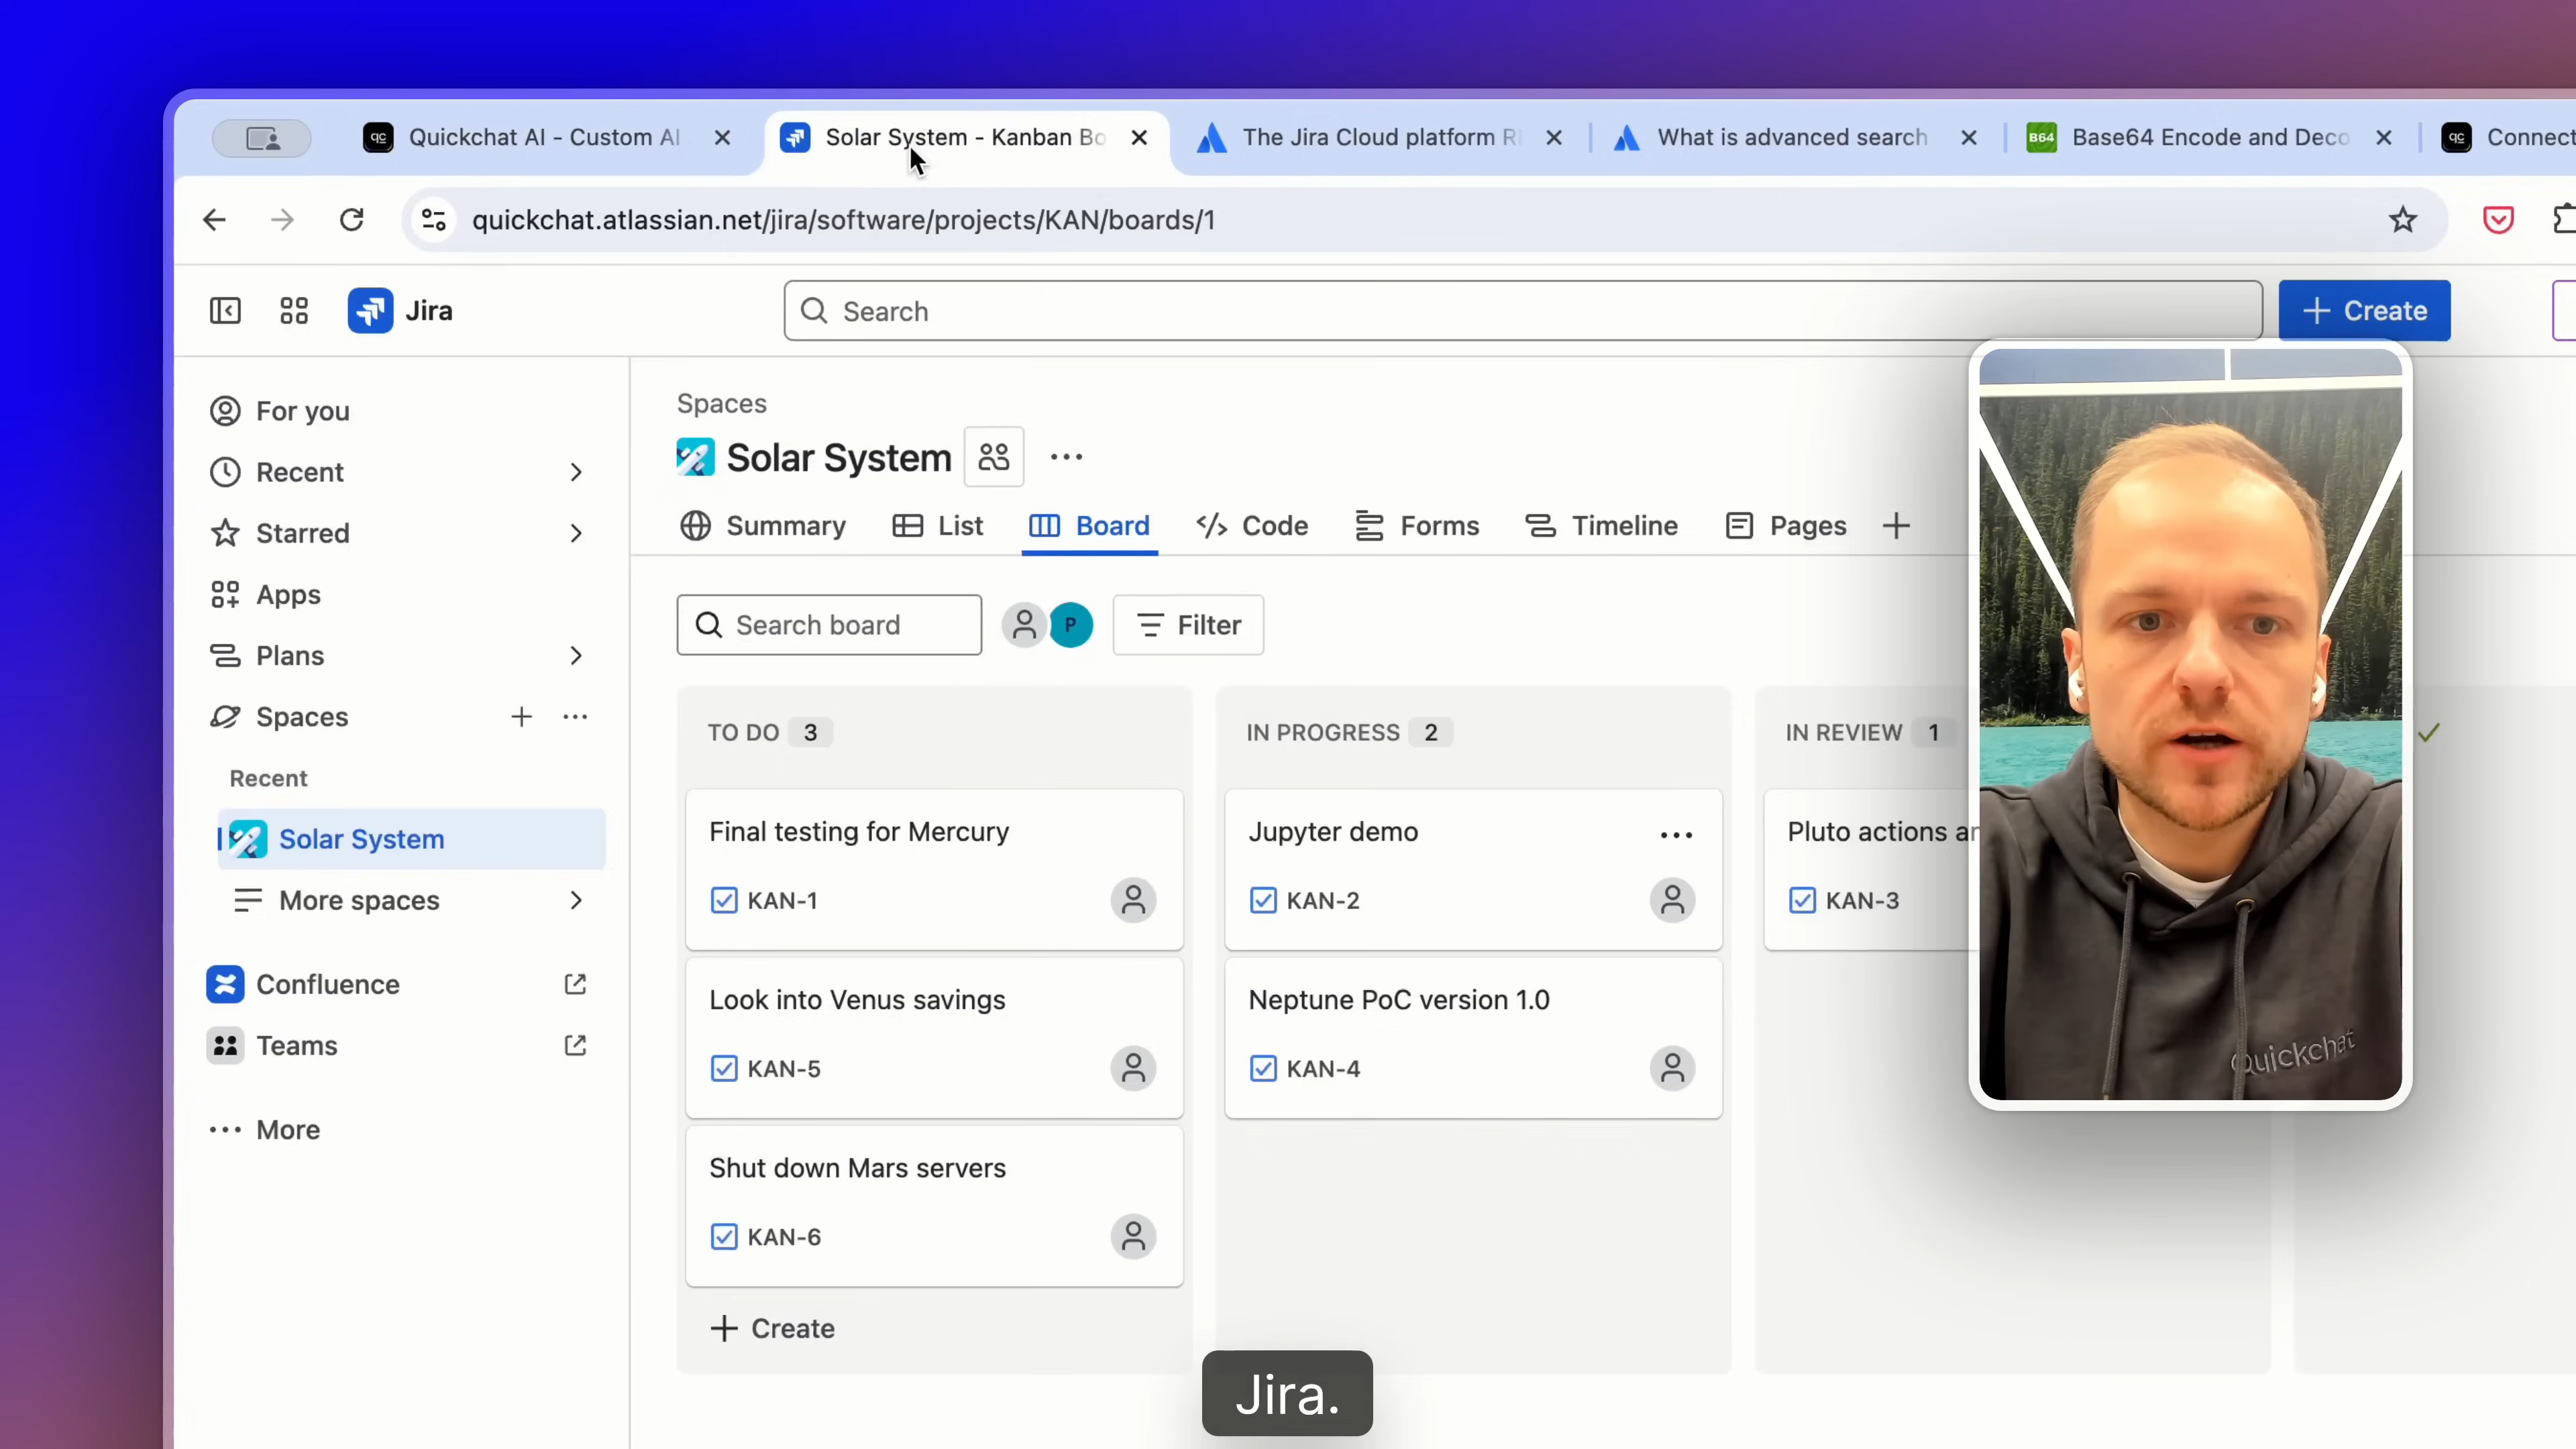 qc Quickchat AI - Custom AI
Solar System - Kanban Bo
The Jira Cloud platform R
What is advanced search
B64 Base64 Encode and Deco
qc Connect
quickchat.atlassian.net/jira/software/projects/KAN/boards/1
Jira
Search
+ Create
For you
Recent
Starred
Apps
Plans
Spaces
Recent
Solar System
More spaces
Confluence
Teams
More
Spaces
Solar System
Summary
List
Board
Code
Forms
Timeline
Pages
Search board
P
Filter
TO DO 3
Final testing for Mercury
KAN-1
Look into Venus savings
KAN-5
Shut down Mars servers
KAN-6
+ Create
IN PROGRESS 2
Jupyter demo
KAN-2
Neptune PoC version 1.0
KAN-4
IN REVIEW 1
Pluto actions
KAN-3
Quickchat
Jira.